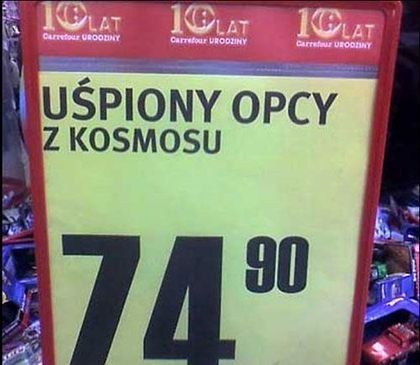 10 LAT 10 LAT 10 LAT
Carrefour URODZINY Carrefour URODZINY Carrefour URODZINY
UŚPIONY OPCY
Z KOSMOSU
74 90